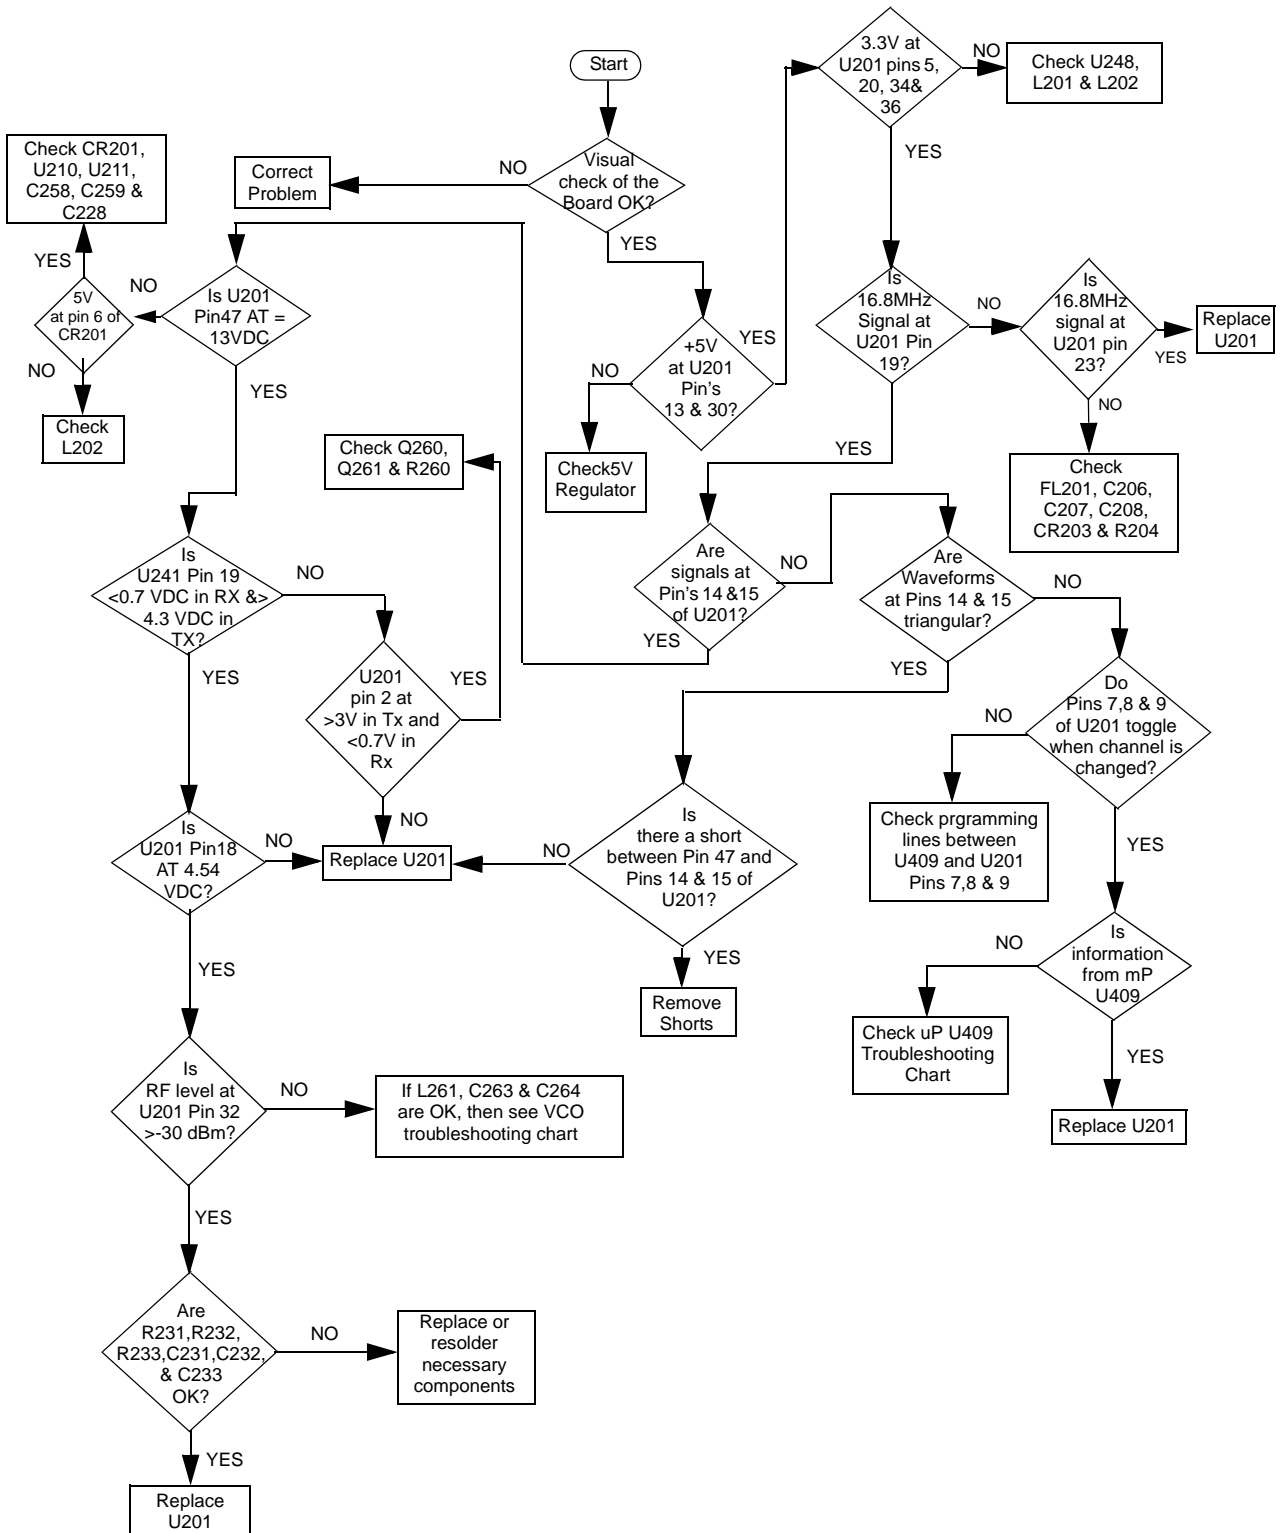 Start
Visual
check of the
Board OK?
NO
Correct
Problem
YES
+5V
at U201
Pin's
13 & 30?
NO
Check5V
Regulator
YES
3.3V at
U201 pins 5,
20, 34&
36
NO
Check U248,
L201 & L202
YES
Is
16.8MHz
Signal at
U201 Pin
19?
NO
Is
16.8MHz
signal at
U201 pin
23?
YES
Replace
U201
NO
Check
FL201, C206,
C207, C208,
CR203 & R204
YES
Are
signals at
Pin's 14 &15
of U201?
NO
Are
Waveforms
at Pins 14 & 15
triangular?
NO
Do
Pins 7,8 & 9
of U201 toggle
when channel is
changed?
NO
Check prgramming
lines between
U409 and U201
Pins 7,8 & 9
YES
Is
information
from mP
U409
NO
Check uP U409
Troubleshooting
Chart
YES
Replace U201
YES
Is
there a short
between Pin 47 and
Pins 14 & 15 of
U201?
NO
YES
Remove
Shorts
YES
Is U201
Pin47 AT =
13VDC
NO
5V
at pin 6 of
CR201
YES
Check CR201,
U210, U211,
C258, C259 &
C228
NO
Check
L202
YES
Is
U241 Pin 19
<0.7 VDC in RX &>
4.3 VDC in
TX?
NO
U201
pin 2 at
>3V in Tx and
<0.7V in
Rx
YES
Check Q260,
Q261 & R260
NO
Replace U201
YES
Is
U201 Pin18
AT 4.54
VDC?
NO
YES
Is
RF level at
U201 Pin 32
>-30 dBm?
NO
If L261, C263 & C264
are OK, then see VCO
troubleshooting chart
YES
Are
R231,R232,
R233,C231,C232,
& C233
OK?
NO
Replace or
resolder
necessary
components
YES
Replace
U201